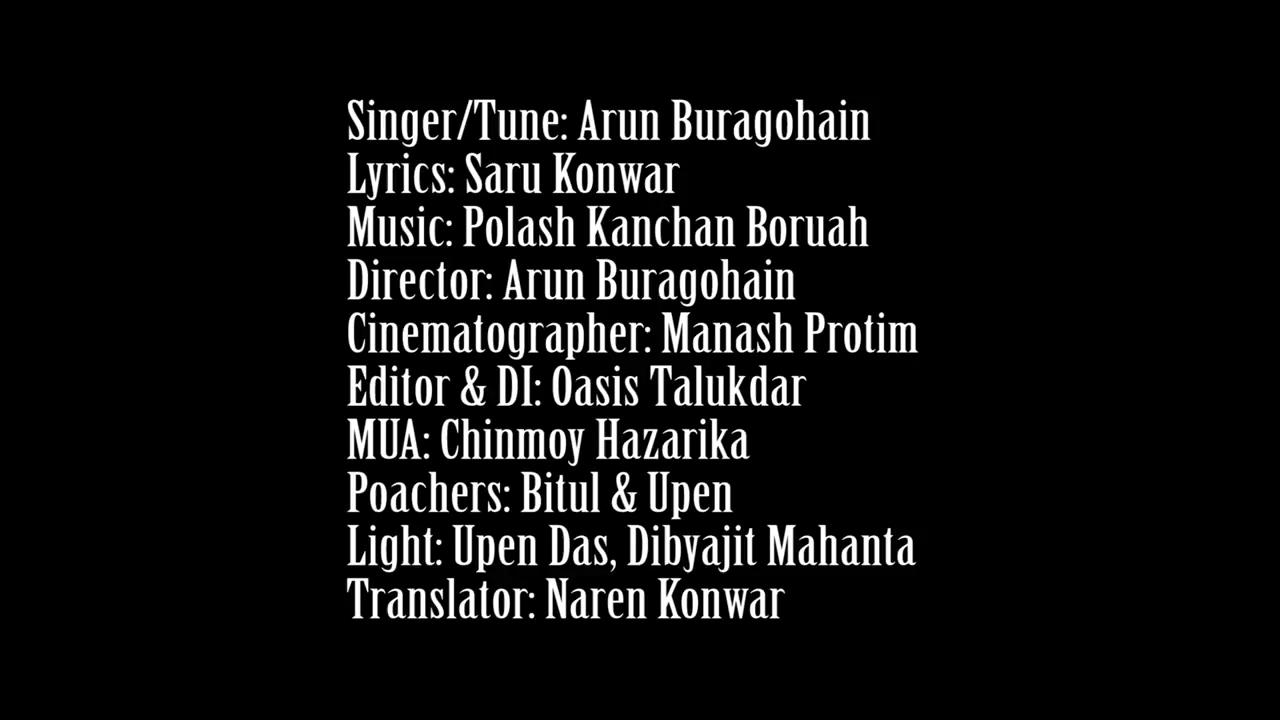 Singer/Tune: Arun Buragohain
Lyrics: Saru Konwar
Music: Polash Kanchan Boruah
Director: Arun Buragohain
Cinematographer: Manash Protim
Editor & DI: Oasis Talukdar
MUA: Chinmoy Hazarika
Poachers: Bitul & Upen
Light: Upen Das, Dibyajit Mahanta
Translator: Naren Konwar